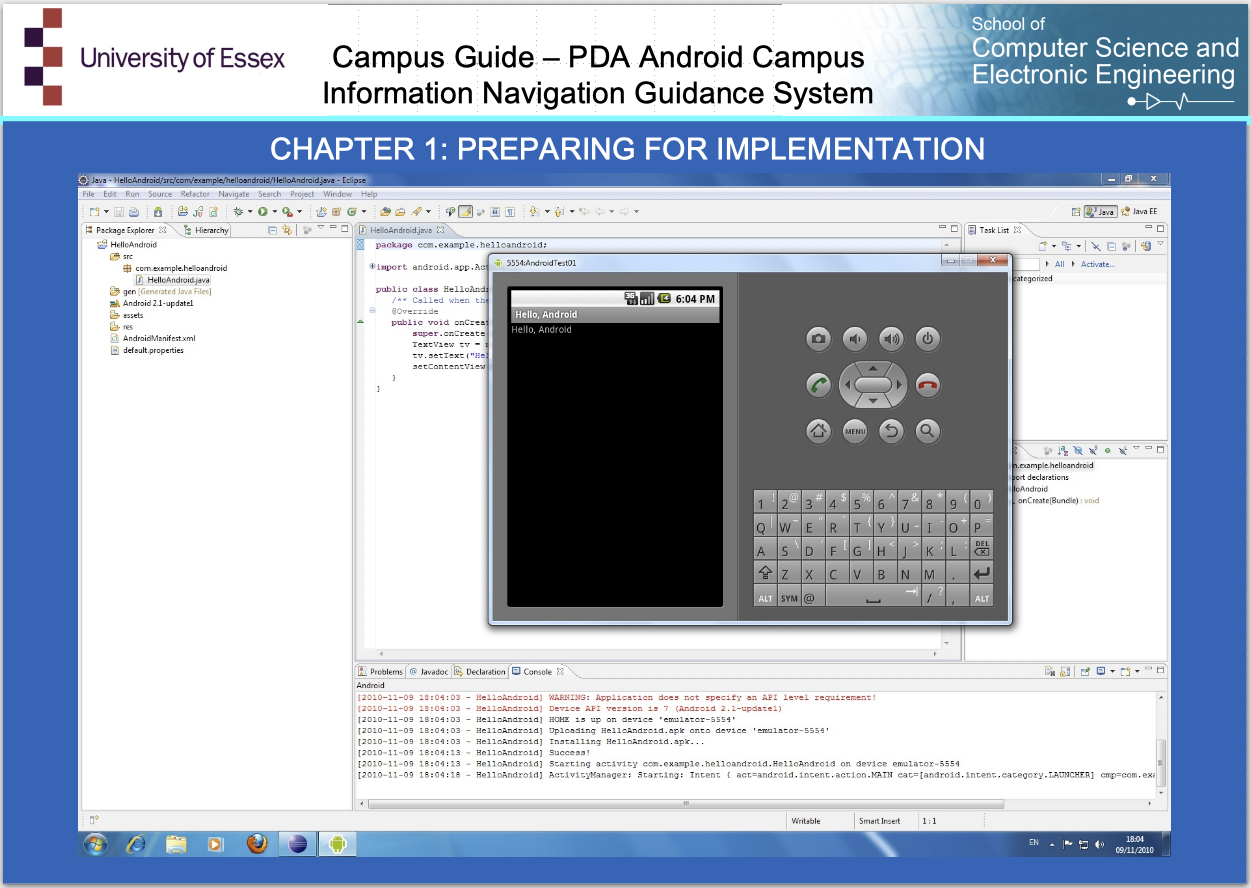 University of Essex
Campus Guide – PDA Android Campus
Information Navigation Guidance System
School of
Computer Science and
Electronic Engineering
CHAPTER 1: PREPARING FOR IMPLEMENTATION
Java - HelloAndroid/src/com/example/helloandroid/HelloAndroid.java - Eclipse
File Edit Run Source Refactor Navigate Search Project Window Help
Java Java EE
Package Explorer Hierarchy
HelloAndroid
src
com.example.helloandroid
HelloAndroid.java
gen [Generated Java Files]
Android 2.1-update1
assets
res
AndroidManifest.xml
default.properties
HelloAndroid.java
package com.example.helloandroid;
import android.app.Act
public class HelloAnd
/** Called when the
@Override
public void onCreat
super.onCreate
TextView tv =
tv.setText("Hel
setContentView
}
}
Task List
All Activate...
categorized
5554:AndroidTest01
3G 6:04 PM
Hello, Android
Hello, Android
MENU
1 ! 2 @ 3 # 4 $ 5 % 6 ^ 7 & 8 * 9 ( 0 )
Q | W ~ E " R ` T { Y } U _ I - O + P =
A S \ D ' F [ G ] H < J > K ; L : DEL
Z X C V B N M .
ALT SYM @ / ? , ALT
n.example.helloandroid
port declarations
lloAndroid
onCreate(Bundle) : void
Problems @ Javadoc Declaration Console
Android
[2010-11-09 18:04:03 - HelloAndroid] WARNING: Application does not specify an API level requirement!
[2010-11-09 18:04:03 - HelloAndroid] Device API version is 7 (Android 2.1-update1)
[2010-11-09 18:04:03 - HelloAndroid] HOME is up on device 'emulator-5554'
[2010-11-09 18:04:03 - HelloAndroid] Uploading HelloAndroid.apk onto device 'emulator-5554'
[2010-11-09 18:04:03 - HelloAndroid] Installing HelloAndroid.apk...
[2010-11-09 18:04:13 - HelloAndroid] Success!
[2010-11-09 18:04:13 - HelloAndroid] Starting activity com.example.helloandroid.HelloAndroid on device emulator-5554
[2010-11-09 18:04:18 - HelloAndroid] ActivityManager: Starting: Intent { act=android.intent.action.MAIN cat=[android.intent.category.LAUNCHER] cmp=com.exa
Writable Smart Insert 1 : 1
EN 18:04
09/11/2010